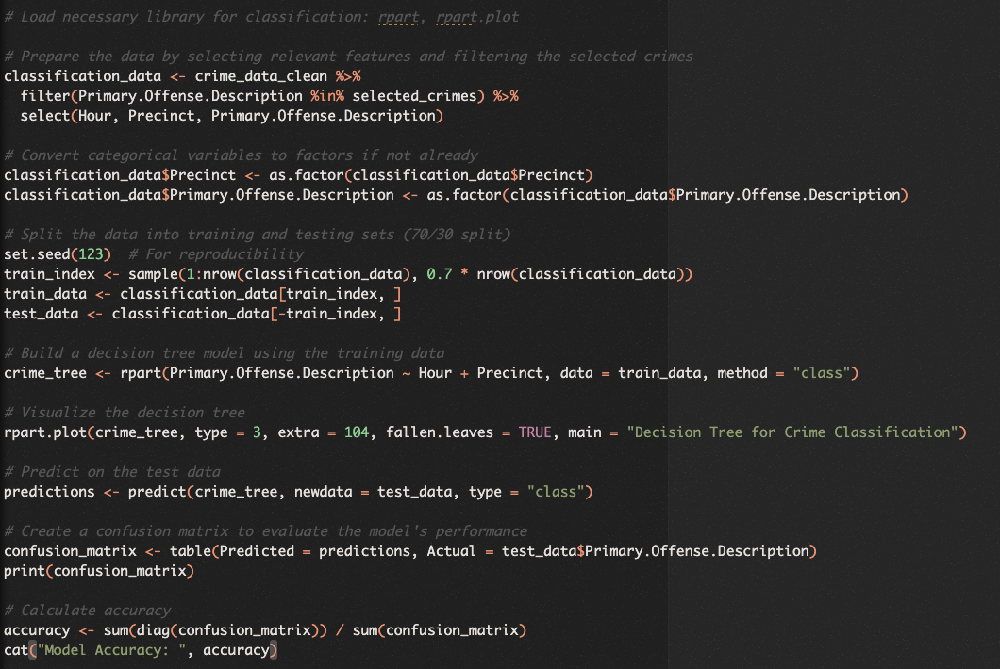 # Load necessary library for classification: rpart, rpart.plot
# Prepare the data by selecting relevant features and filtering the selected crimes
classification_data <- crime_data_clean %>%
  filter(Primary.Offense.Description %in% selected_crimes) %>%
  select(Hour, Precinct, Primary.Offense.Description)
# Convert categorical variables to factors if not already
classification_data$Precinct <- as.factor(classification_data$Precinct)
classification_data$Primary.Offense.Description <- as.factor(classification_data$Primary.Offense.Description)
# Split the data into training and testing sets (70/30 split)
set.seed(123)  # For reproducibility
train_index <- sample(1:nrow(classification_data), 0.7 * nrow(classification_data))
train_data <- classification_data[train_index, ]
test_data <- classification_data[-train_index, ]
# Build a decision tree model using the training data
crime_tree <- rpart(Primary.Offense.Description ~ Hour + Precinct, data = train_data, method = "class")
# Visualize the decision tree
rpart.plot(crime_tree, type = 3, extra = 104, fallen.leaves = TRUE, main = "Decision Tree for Crime Classification")
# Predict on the test data
predictions <- predict(crime_tree, newdata = test_data, type = "class")
# Create a confusion matrix to evaluate the model's performance
confusion_matrix <- table(Predicted = predictions, Actual = test_data$Primary.Offense.Description)
print(confusion_matrix)
# Calculate accuracy
accuracy <- sum(diag(confusion_matrix)) / sum(confusion_matrix)
cat("Model Accuracy: ", accuracy)